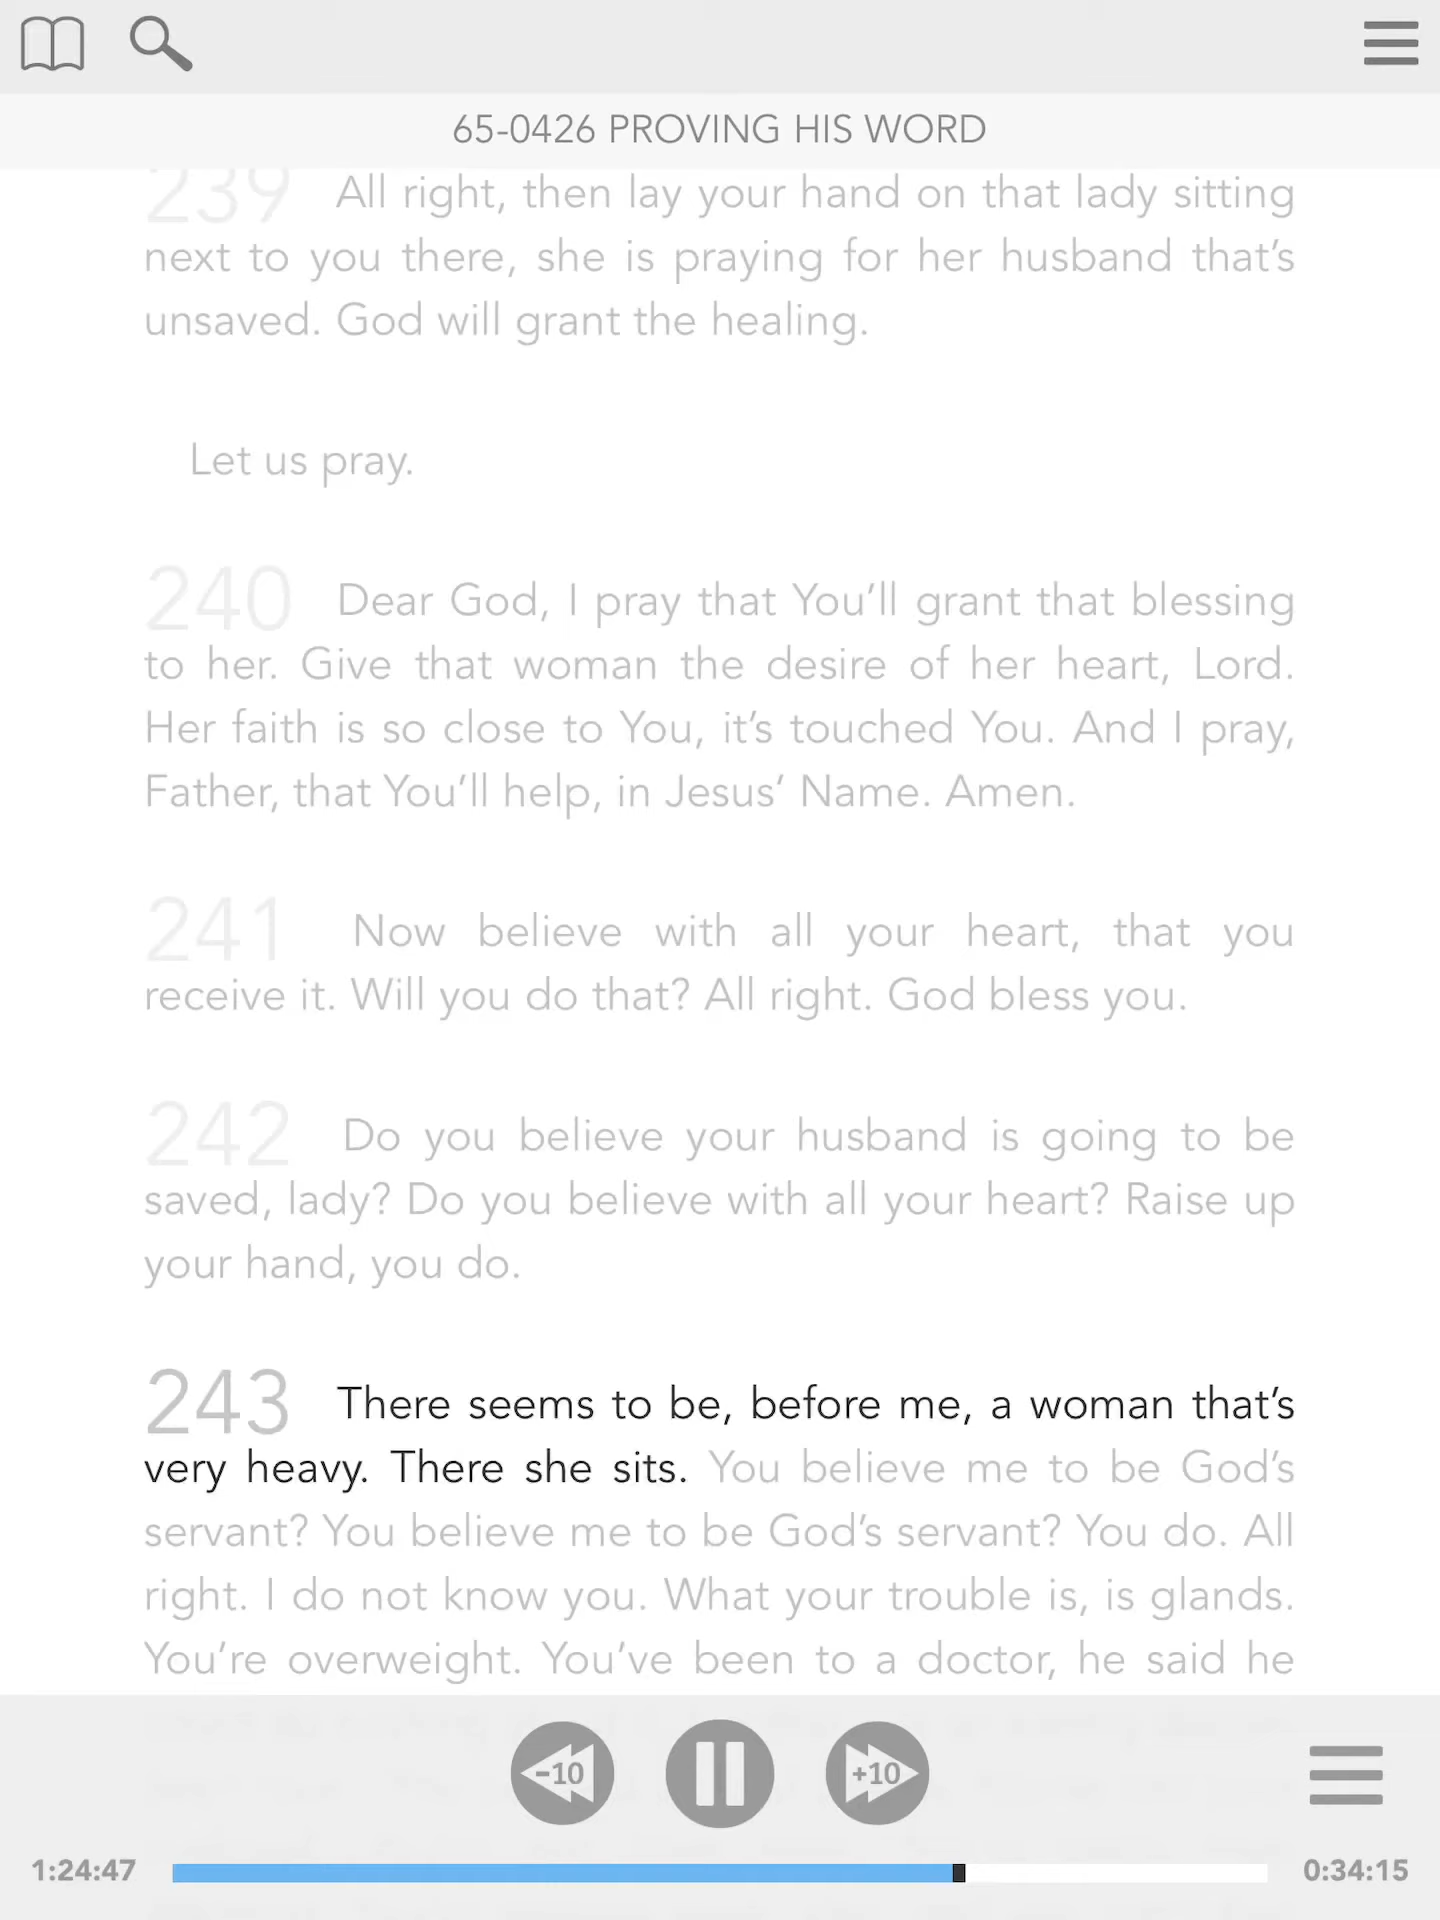 65-0426 PROVING HIS WORD
239 All right, then lay your hand on that lady sitting
next to you there, she is praying for her husband that’s
unsaved. God will grant the healing.
Let us pray.
240 Dear God, I pray that You’ll grant that blessing
to her. Give that woman the desire of her heart, Lord.
Her faith is so close to You, it’s touched You. And I pray,
Father, that You’ll help, in Jesus’ Name. Amen.
241 Now believe with all your heart, that you
receive it. Will you do that? All right. God bless you.
242 Do you believe your husband is going to be
saved, lady? Do you believe with all your heart? Raise up
your hand, you do.
243 There seems to be, before me, a woman that’s
very heavy. There she sits. You believe me to be God’s
servant? You believe me to be God’s servant? You do. All
right. I do not know you. What your trouble is, is glands.
You’re overweight. You’ve been to a doctor, he said he
-10 +10
1:24:47 0:34:15